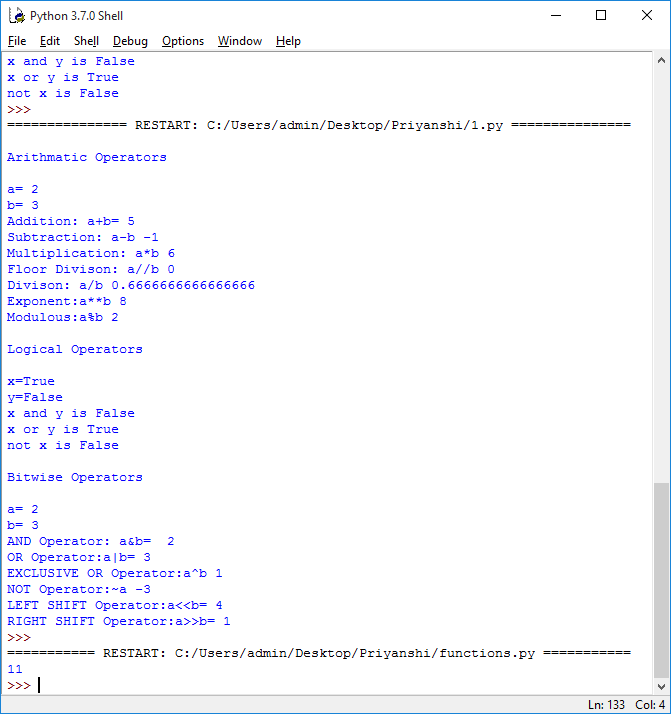 Python 3.7.0 Shell
File Edit Shell Debug Options Window Help
x and y is False
x or y is True
not x is False
>>>
=============== RESTART: C:/Users/admin/Desktop/Priyanshi/1.py ===============
Arithmatic Operators
a= 2
b= 3
Addition: a+b= 5
Subtraction: a-b -1
Multiplication: a*b 6
Floor Divison: a//b 0
Divison: a/b 0.6666666666666666
Exponent:a**b 8
Modulous:a%b 2
Logical Operators
x=True
y=False
x and y is False
x or y is True
not x is False
Bitwise Operators
a= 2
b= 3
AND Operator: a&b=  2
OR Operator:a|b= 3
EXCLUSIVE OR Operator:a^b 1
NOT Operator:~a -3
LEFT SHIFT Operator:a<<b= 4
RIGHT SHIFT Operator:a>>b= 1
>>>
=========== RESTART: C:/Users/admin/Desktop/Priyanshi/functions.py ===========
11
>>>
Ln: 133 Col: 4